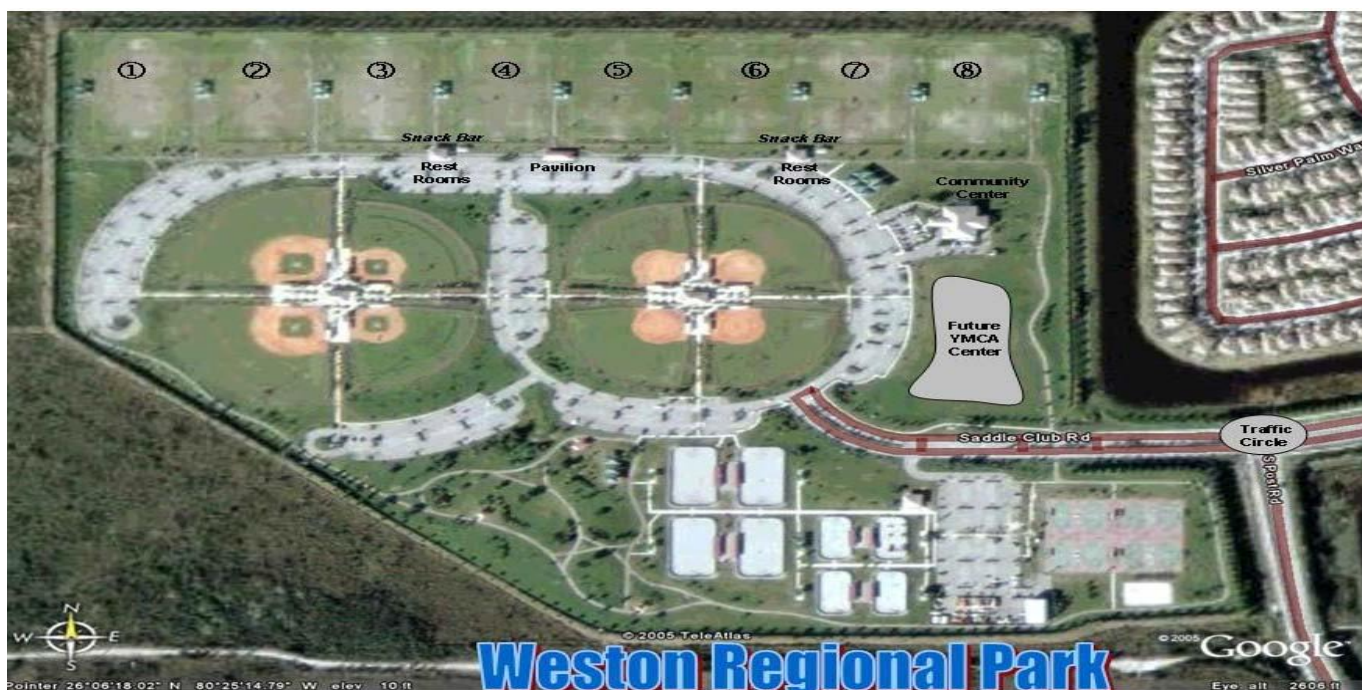 ① ② ③ ④ ⑤ ⑥ ⑦ ⑧
Snack Bar
Snack Bar
Rest
Rooms
Pavilion
Rest
Rooms
Community
Center
Silver Palm Wa
Future
YMCA
Center
Saddle Club Rd
Traffic
Circle
S Post Rd
N
W E
S
© 2005 TeleAtlas
© 2005 Google™
Weston Regional Park
Pointer 26°06'18.02" N 80°25'14.79" W elev 10 ft
Eye alt 2606 ft